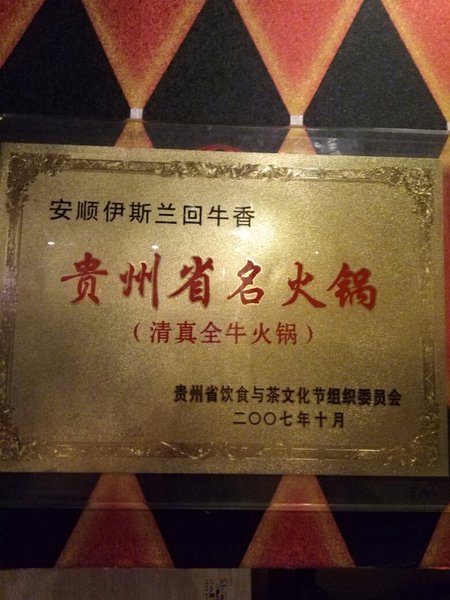 安顺伊斯兰回牛香
贵州省名火锅
（清真全牛火锅）
贵州省饮食与茶文化节组织委员会
二〇〇七年十月